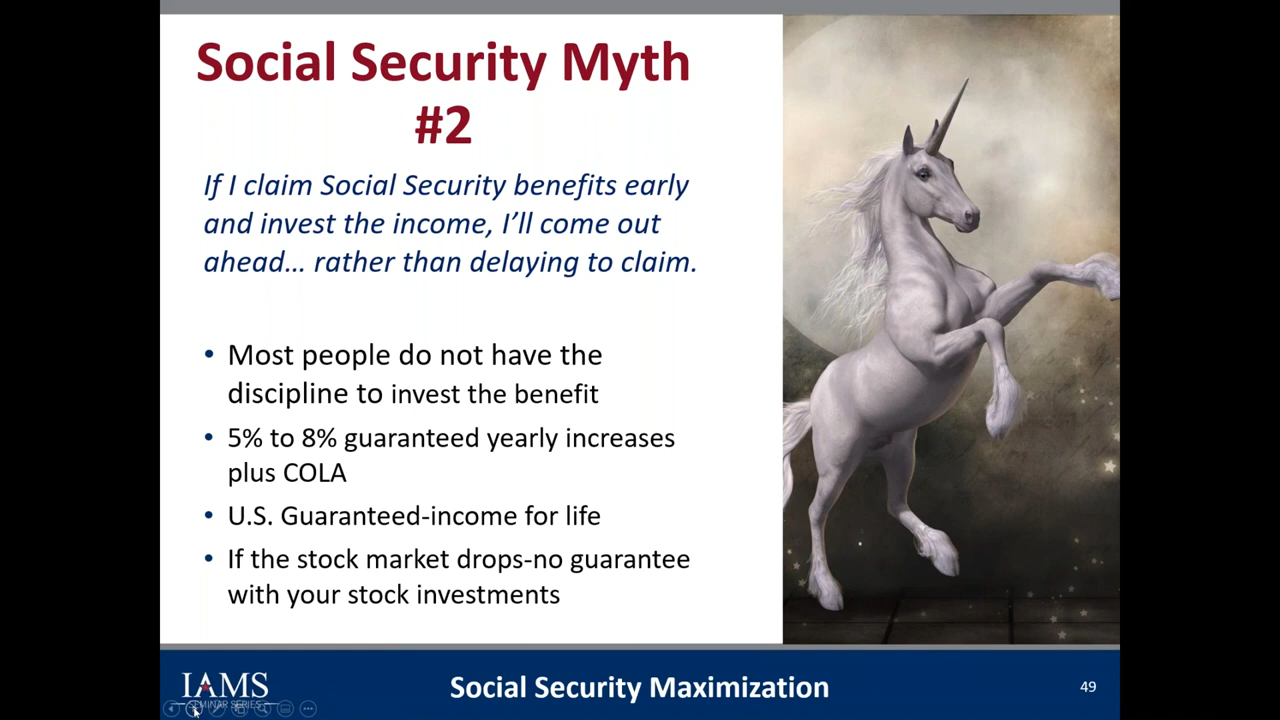 Social Security Myth
#2
If I claim Social Security benefits early
and invest the income, I’ll come out
ahead... rather than delaying to claim.
• Most people do not have the
discipline to invest the benefit
• 5% to 8% guaranteed yearly increases
plus COLA
• U.S. Guaranteed-income for life
• If the stock market drops-no guarantee
with your stock investments
IAMS
SEMINAR SERIES
Social Security Maximization
49